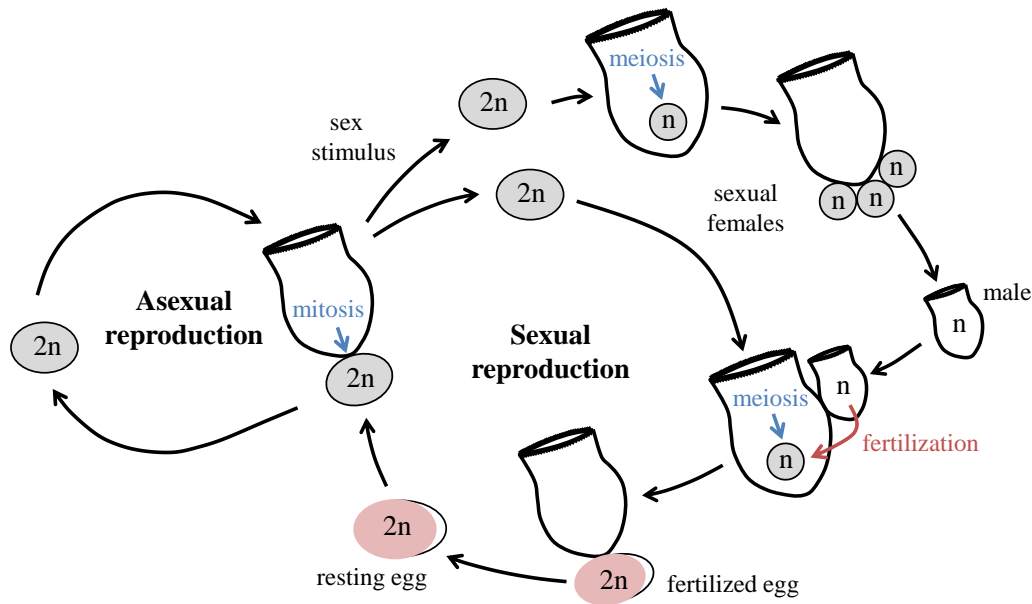 meiosis
2n
n
sex
stimulus
2n
sexual
females
n
n
n
male
n
Asexual
reproduction
mitosis
2n
2n
Sexual
reproduction
n
meiosis
n
fertilization
2n
resting egg
2n
fertilized egg